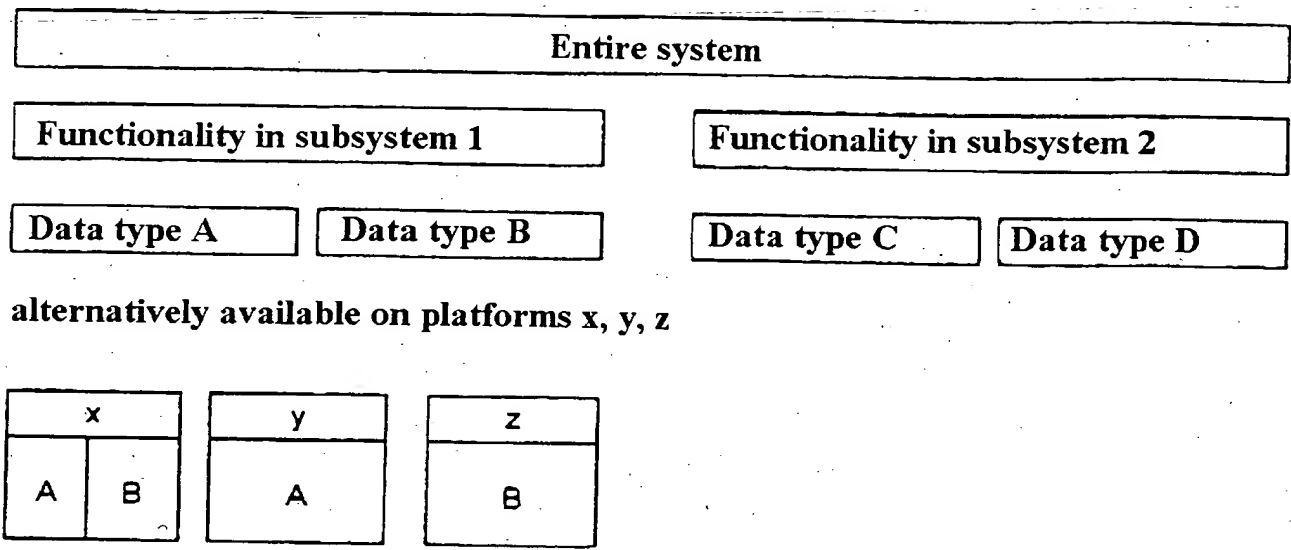 Entire system
Functionality in subsystem 1 Functionality in subsystem 2
Data type A Data type B Data type C Data type D
alternatively available on platforms x, y, z
x y z
A B A B